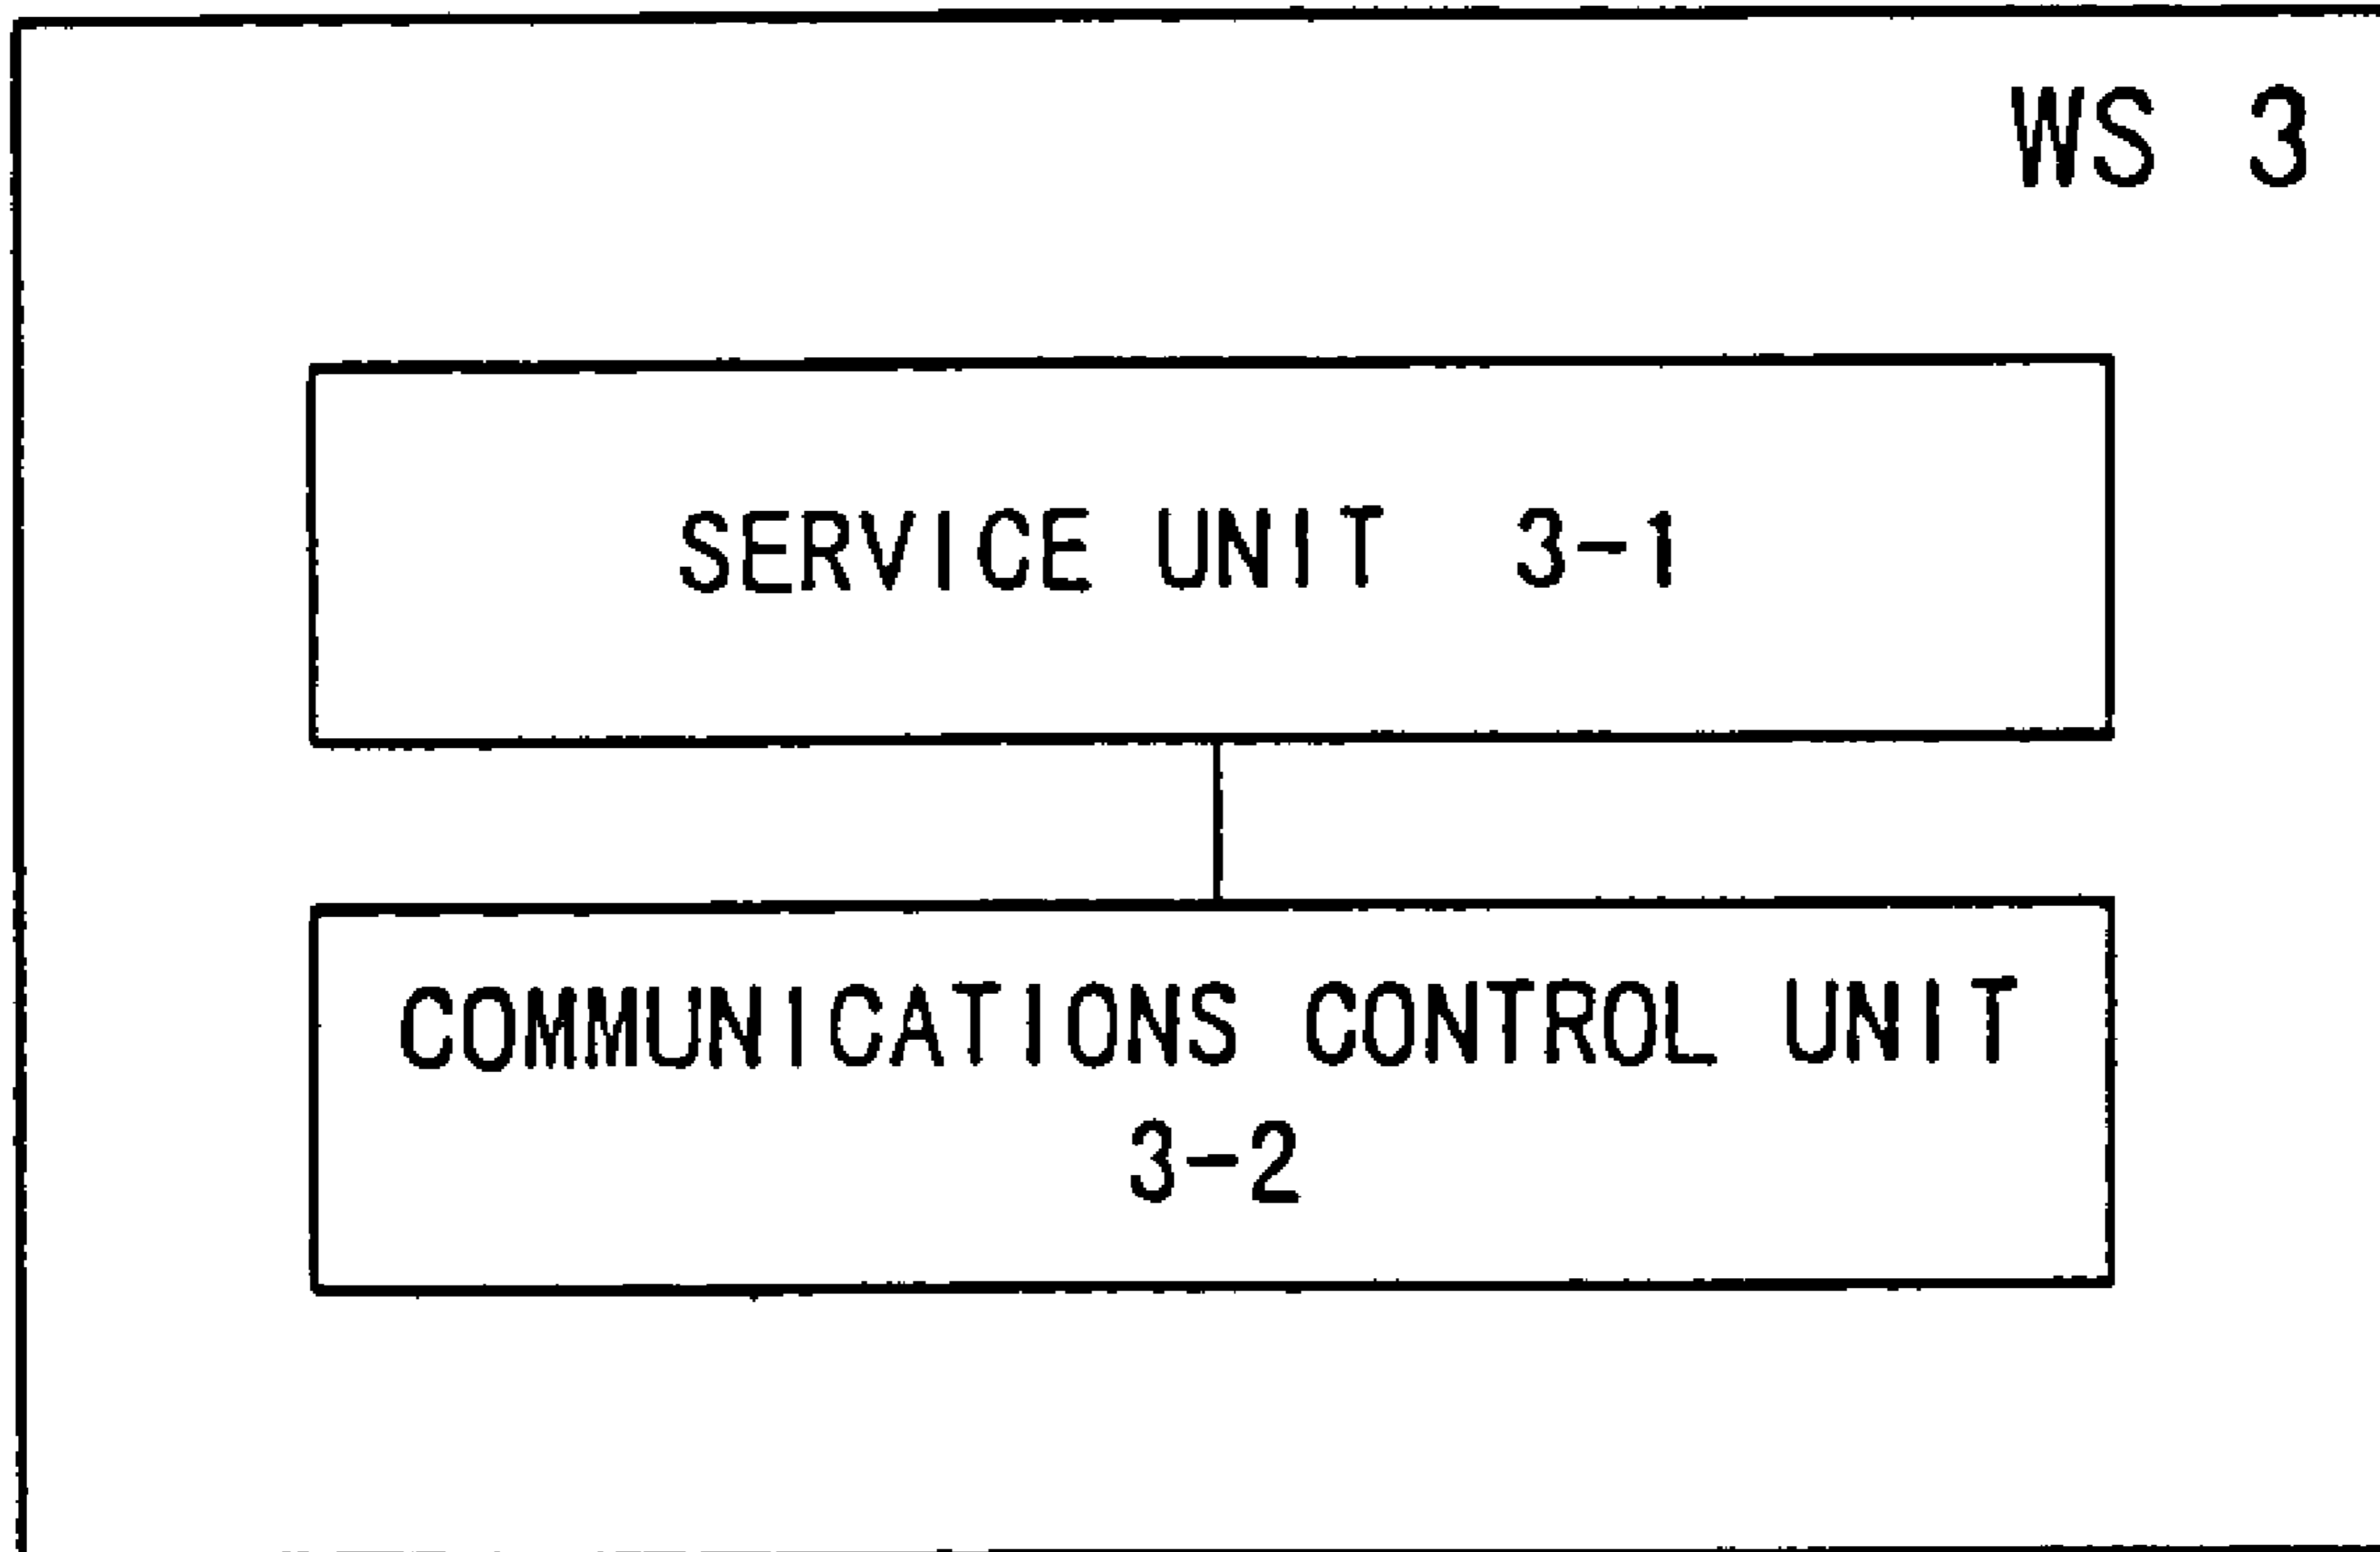 WS 3
SERVICE UNIT 3-1
COMMUNICATIONS CONTROL UNIT
3-2